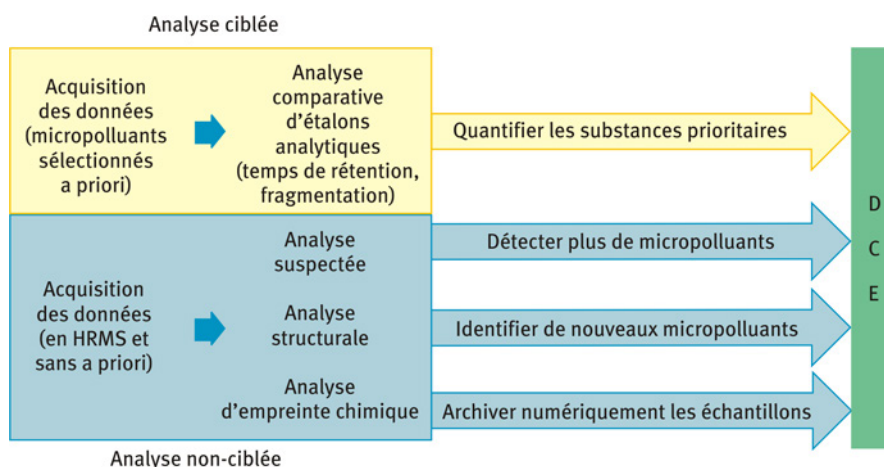 Analyse ciblée
Acquisition
des données
(micropolluants
sélectionnés
a priori)
Analyse
comparative
d'étalons
analytiques
(temps de rétention,
fragmentation)
Quantifier les substances prioritaires
Acquisition
des données
(en HRMS et
sans a priori)
Analyse
suspectée
Détecter plus de micropolluants
Analyse
structurale
Identifier de nouveaux micropolluants
Analyse
d'empreinte chimique
Archiver numériquement les échantillons
D
C
E
Analyse non-ciblée